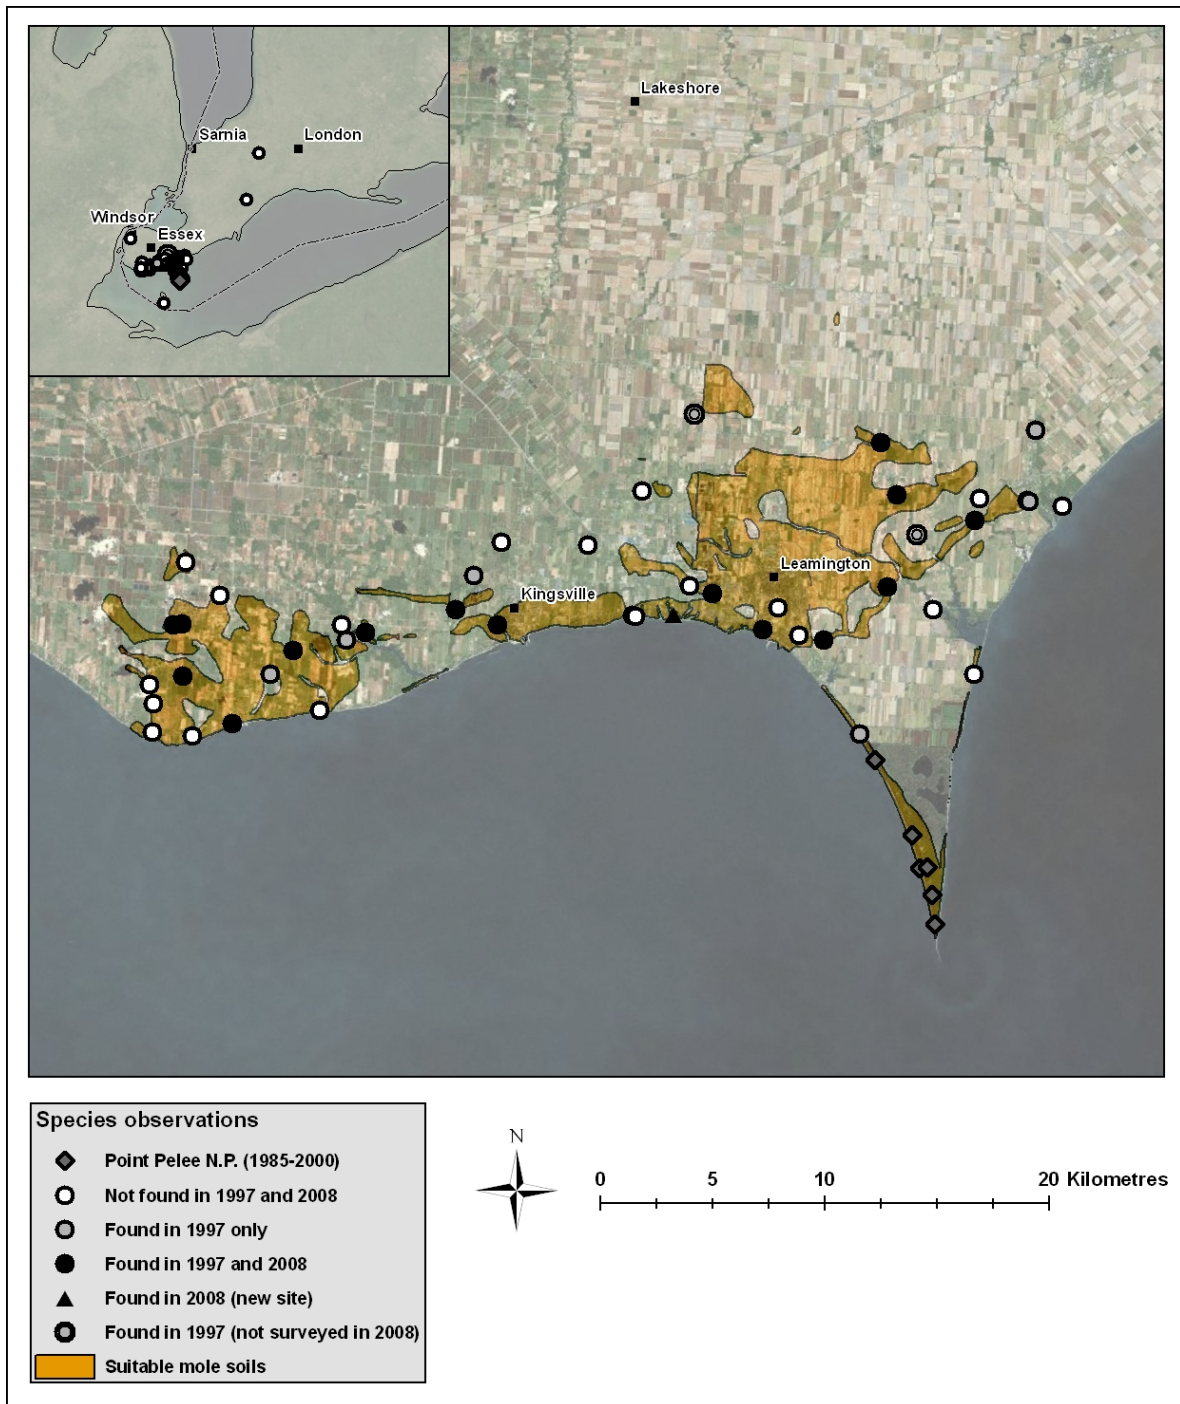 Lakeshore
Sarnia
London
Windsor
Essex
Leamington
Kingsville
Species observations
Point Pelee N.P. (1985-2000)
Not found in 1997 and 2008
Found in 1997 only
Found in 1997 and 2008
Found in 2008 (new site)
Found in 1997 (not surveyed in 2008)
Suitable mole soils
N
0 5 10 20 Kilometres